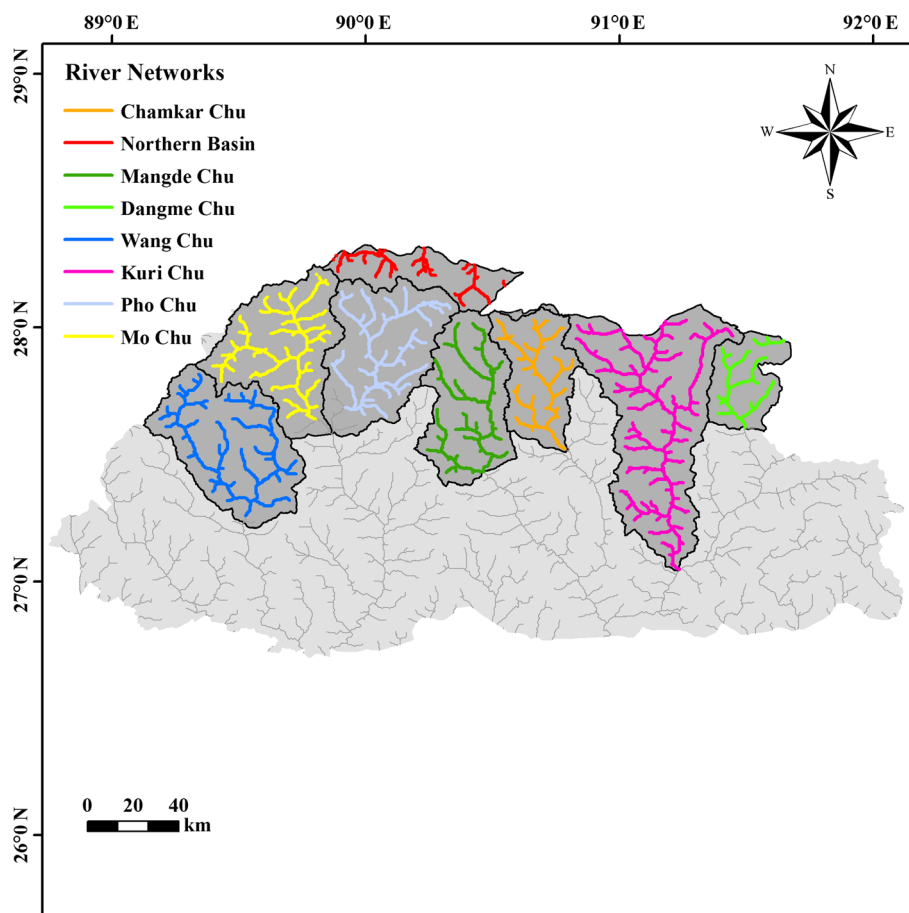 89°0 E 90°0 E 91°0 E 92°0 E
29°0 N
28°0 N
27°0 N
26°0 N
River Networks
Chamkar Chu
Northern Basin
Mangde Chu
Dangme Chu
Wang Chu
Kuri Chu
Pho Chu
Mo Chu
N
W E
S
0 20 40
km